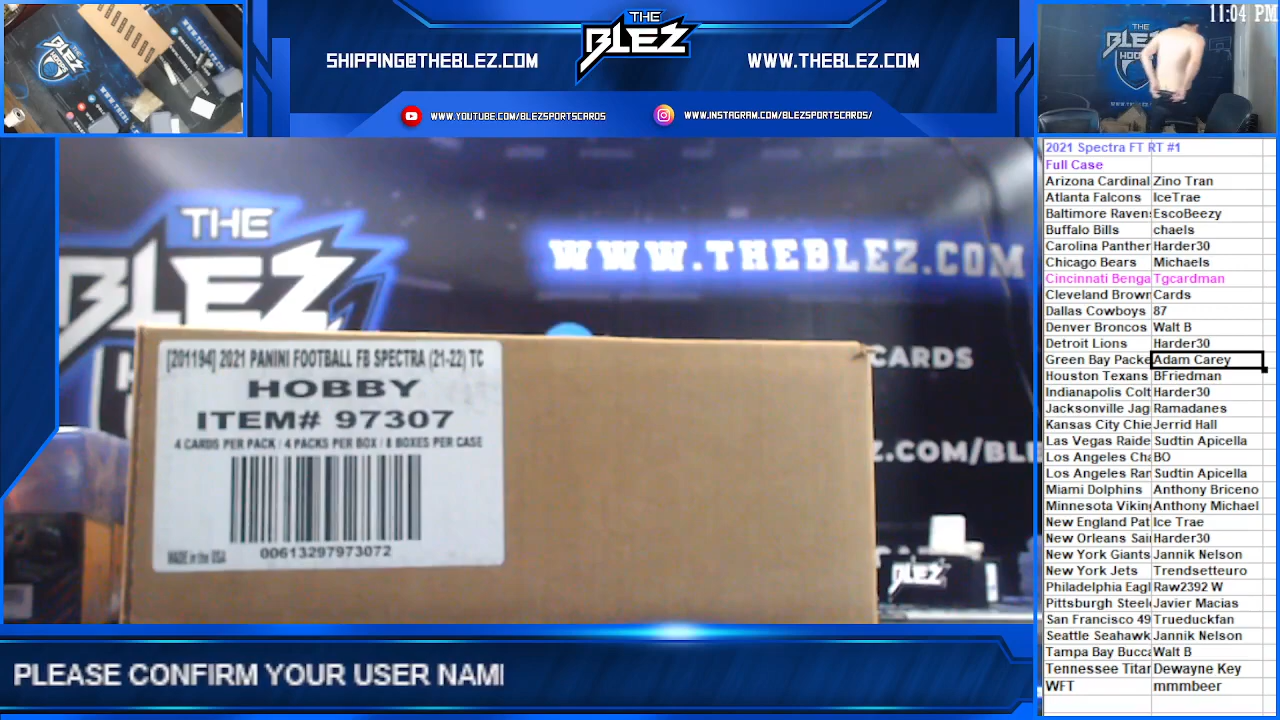 THE
BLEZ
SHIPPING@THEBLEZ.COM
WWW.THEBLEZ.COM
WWW.YOUTUBE.COM/BLEZSPORTSCARDS
WWW.INSTAGRAM.COM/BLEZSPORTSCARDS/
11:04 PM
THE
BLEZ
WWW.THEBLEZ.COM
CARDS
Z.COM/BLE
[201194] 2021 PANINI FOOTBALL FB SPECTRA (21-22) TC
HOBBY
ITEM# 97307
4 CARDS PER PACK / 4 PACKS PER BOX / 8 BOXES PER CASE
MADE in the USA
00613297973072
BLEZ
PLEASE CONFIRM YOUR USER NAMI
2021 Spectra FT RT #1
Full Case
Arizona Cardinal Zino Tran
Atlanta Falcons IceTrae
Baltimore Ravens EscoBeezy
Buffalo Bills chaels
Carolina Panther Harder30
Chicago Bears Michaels
Cincinnati Benga Tgcardman
Cleveland Brown Cards
Dallas Cowboys 87
Denver Broncos Walt B
Detroit Lions Harder30
Green Bay Packe Adam Carey
Houston Texans BFriedman
Indianapolis Colt Harder30
Jacksonville Jag Ramadanes
Kansas City Chie Jerrid Hall
Las Vegas Raide Sudtin Apicella
Los Angeles Cha BO
Los Angeles Ran Sudtin Apicella
Miami Dolphins Anthony Briceno
Minnesota Viking Anthony Michael
New England Pat Ice Trae
New Orleans Sai Harder30
New York Giants Jannik Nelson
New York Jets Trendsetteuro
Philadelphia Eagl Raw2392 W
Pittsburgh Steele Javier Macias
San Francisco 49 Trueduckfan
Seattle Seahawk Jannik Nelson
Tampa Bay Bucca Walt B
Tennessee Titan Dewayne Key
WFT mmmbeer